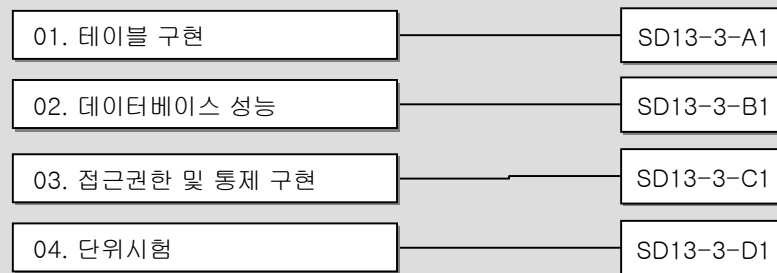 01. 테이블 구현
SD13-3-A1
02. 데이터베이스 성능
SD13-3-B1
03. 접근권한 및 통제 구현
SD13-3-C1
04. 단위시험
SD13-3-D1